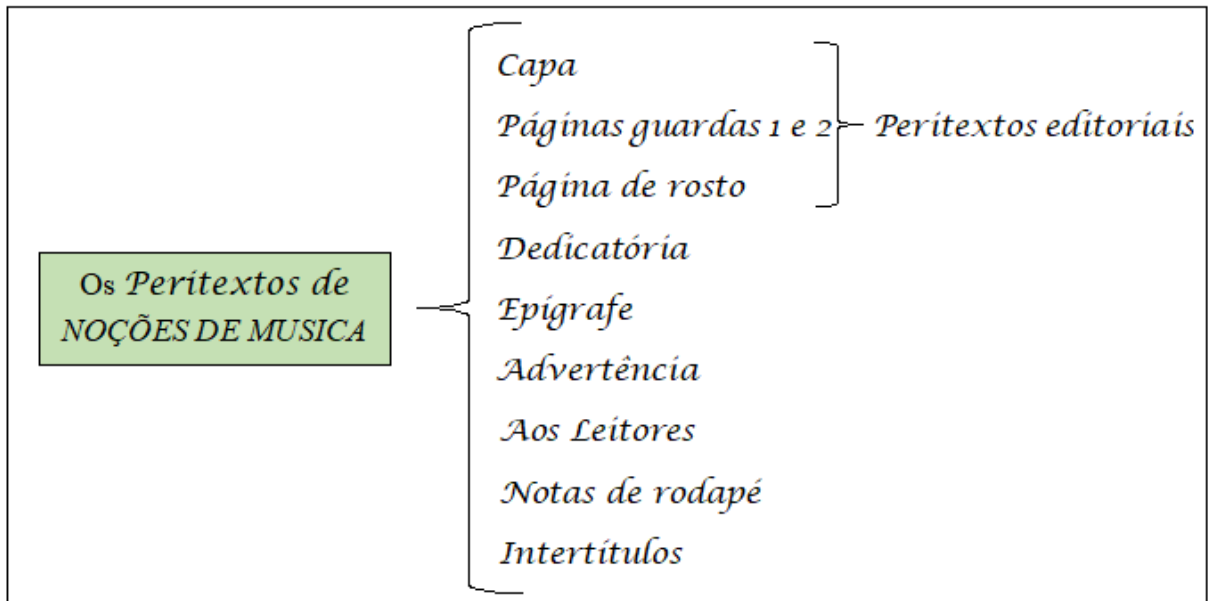 Capa
Páginas guardas 1 e 2
Peritextos editoriais
Página de rosto
Dedicatória
Os Peritextos de
NOÇÕES DE MUSICA
Epígrafe
Advertência
Aos Leitores
Notas de rodapé
Intertítulos